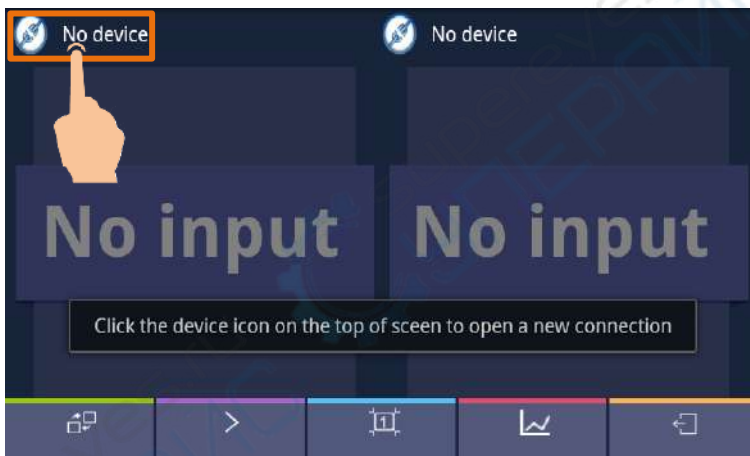 No device
No device
No input
No input
Click the device icon on the top of sceen to open a new connection
1